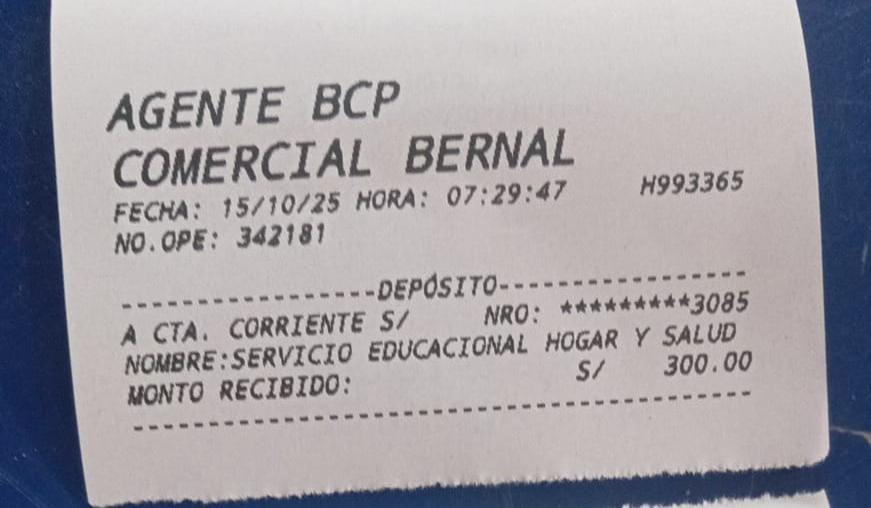 AGENTE BCP
COMERCIAL BERNAL
FECHA: 15/10/25 HORA: 07:29:47 H993365
NO.OPE: 342181
-----------------DEPÓSITO-----------------
A CTA. CORRIENTE S/ NRO: *********3085
NOMBRE:SERVICIO EDUCACIONAL HOGAR Y SALUD
MONTO RECIBIDO: S/ 300.00
------------------------------------------